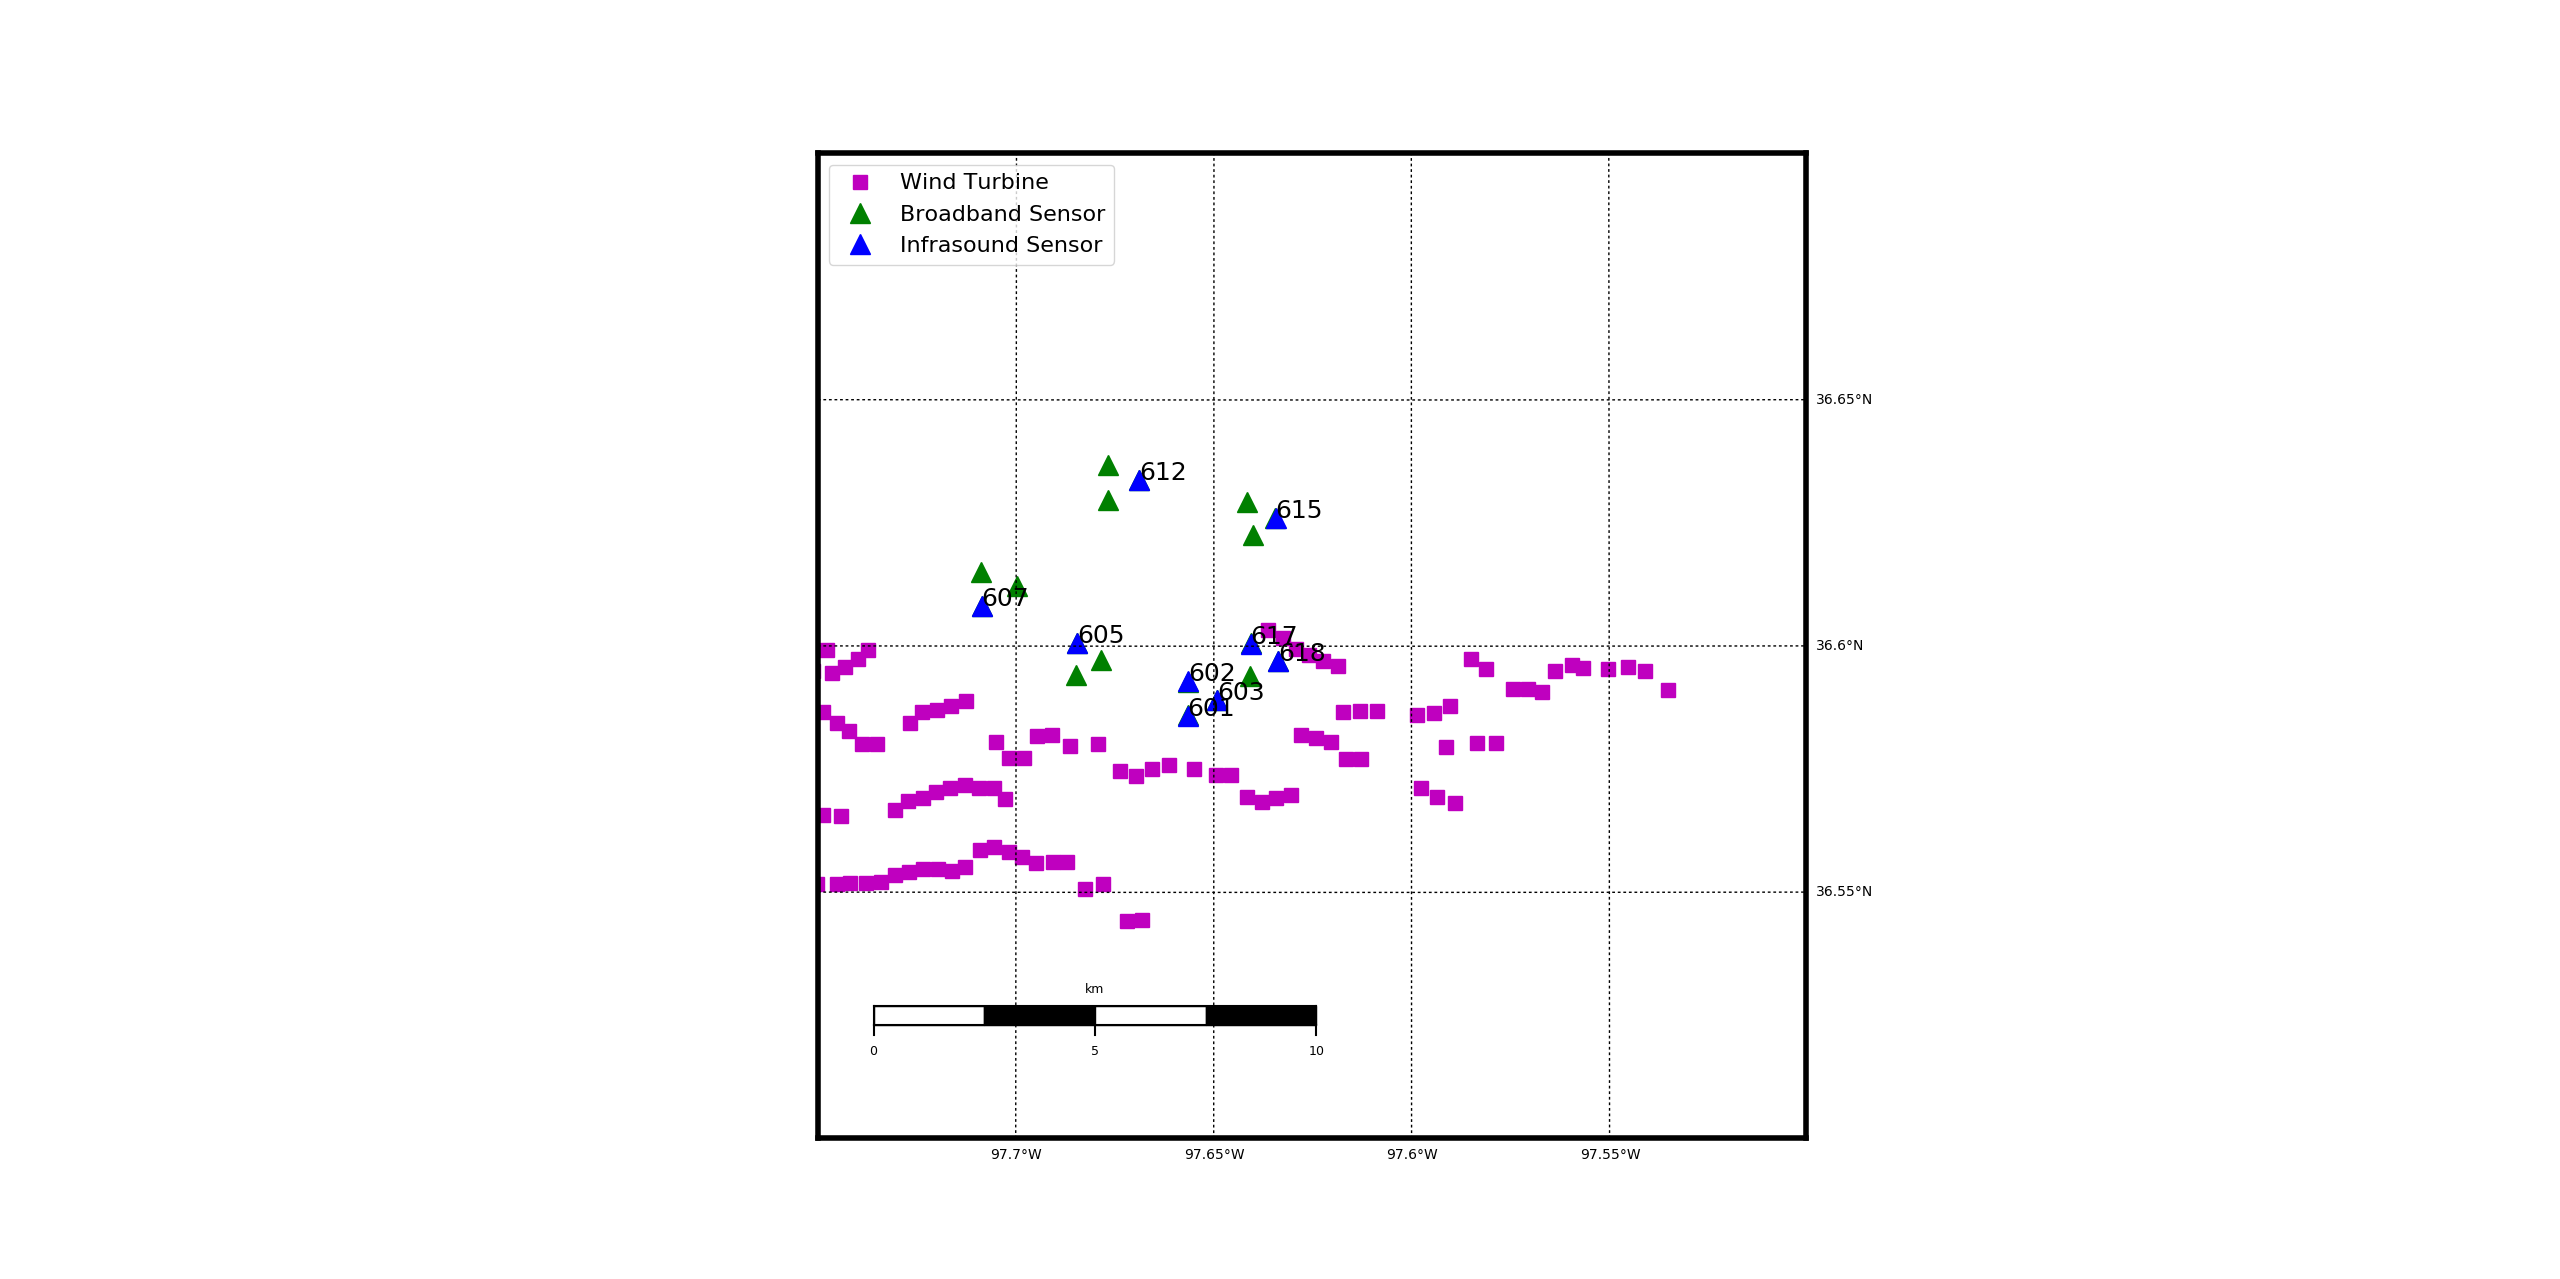 Wind Turbine
Broadband Sensor
Infrasound Sensor
36.65°N
612
615
607
605
617
36.6°N
618
602
603
601
36.55°N
km
0 5 10
97.7°W 97.65°W 97.6°W 97.55°W